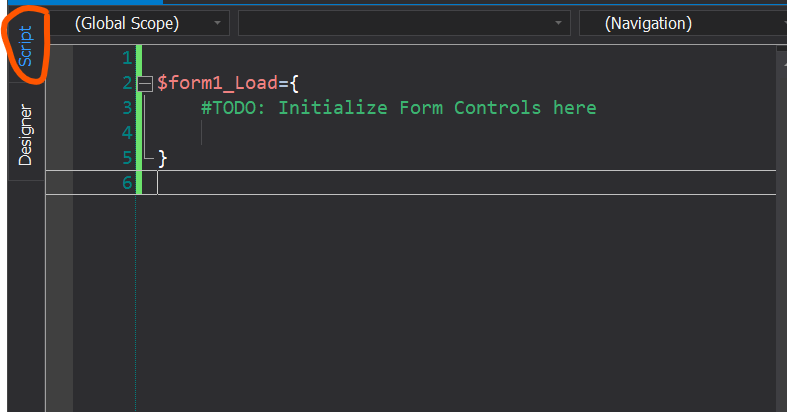 Script
Designer
(Global Scope)
(Navigation)
1
2 $form1_Load={
3 #TODO: Initialize Form Controls here
4
5 }
6